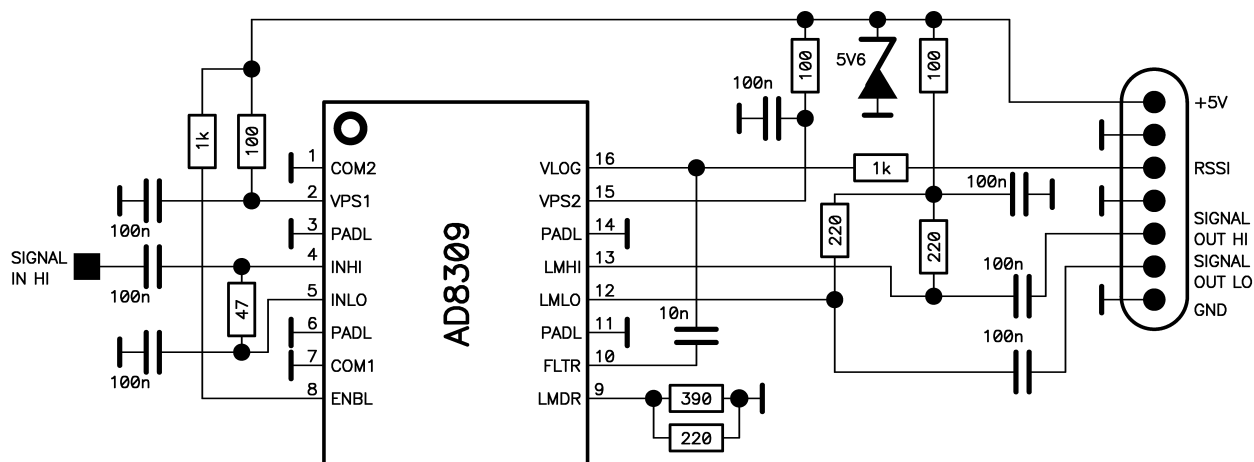 100
5V6
100
100n
+5V
1k
100
1 COM2
VLOG 16
1k
RSSI
2 VPS1
VPS2 15
100n
100n
3 PADL
PADL 14
220
220
SIGNAL
OUT HI
SIGNAL
IN HI
4 INHI
AD8309
LMHI 13
100n
SIGNAL
OUT LO
100n
47
5 INLO
LMLO 12
GND
10n
6 PADL
PADL 11
100n
100n
7 COM1
FLTR 10
8 ENBL
LMDR 9
390
220